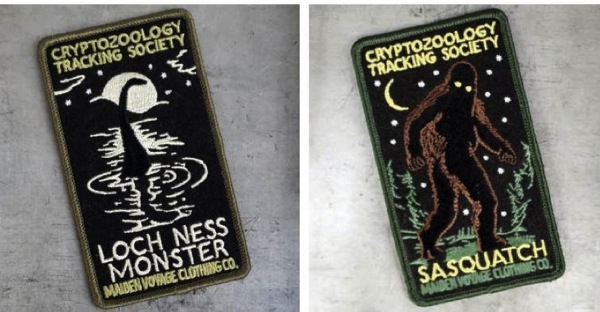 CRYPTOZOOLOGY
TRACKING SOCIETY
LOCH NESS
MONSTER
MAIDEN VOYAGE CLOTHING CO.
CRYPTOZOOLOGY
TRACKING SOCIETY
SASQUATCH
MAIDEN VOYAGE CLOTHING CO.